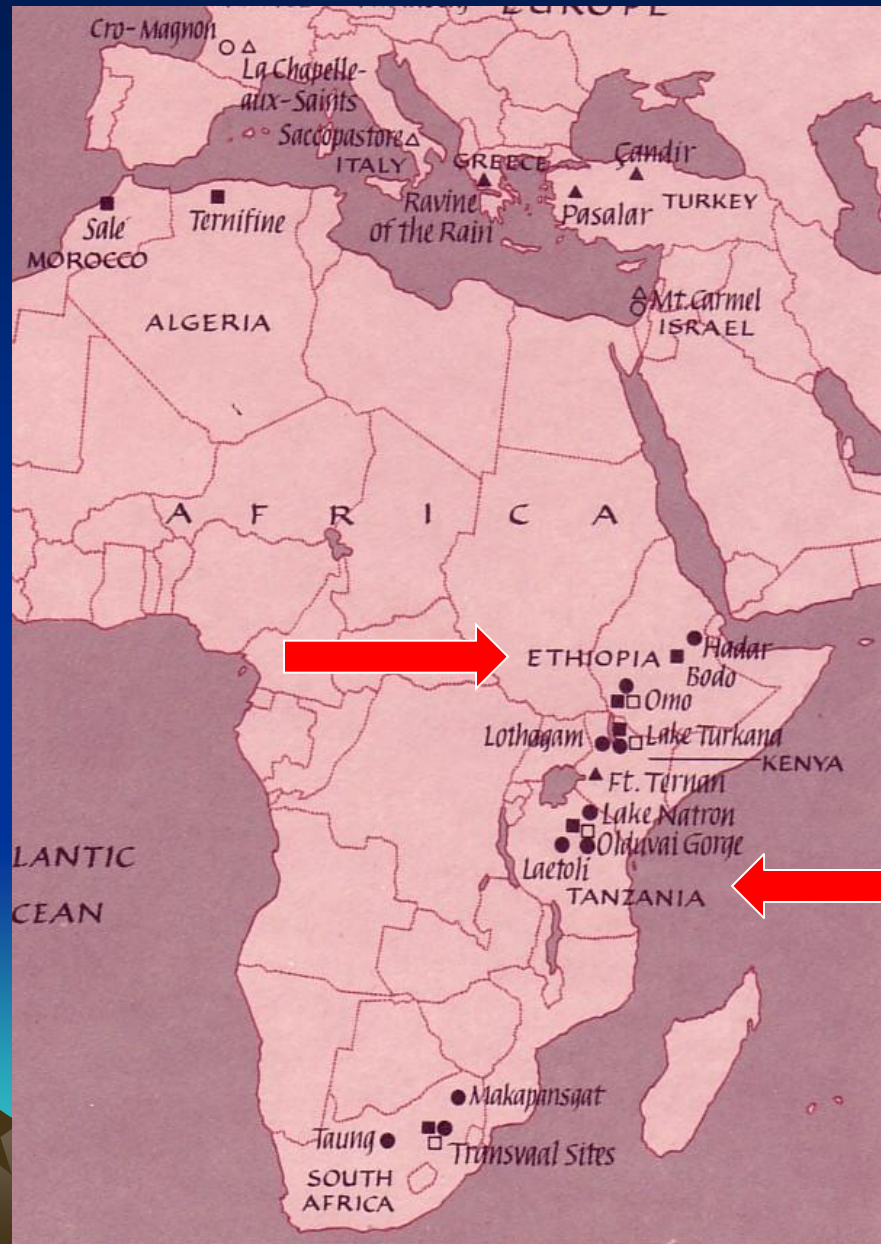 EUROPE
Cro-Magnon
La Chapelle-
aux-Saints
Saccopastore
ITALY
GREECE
Çandir
Ravine
of the Rain
Pasalar
TURKEY
Salé
MOROCCO
Ternifine
Mt. Carmel
ISRAEL
ALGERIA
AFRICA
ETHIOPIA
Hadar
Bodo
Omo
Lothagam
Lake Turkana
KENYA
Ft. Ternan
Lake Natron
Olduvai Gorge
Laetoli
TANZANIA
LANTIC
CEAN
Makapansgat
Taung
Transvaal Sites
SOUTH
AFRICA